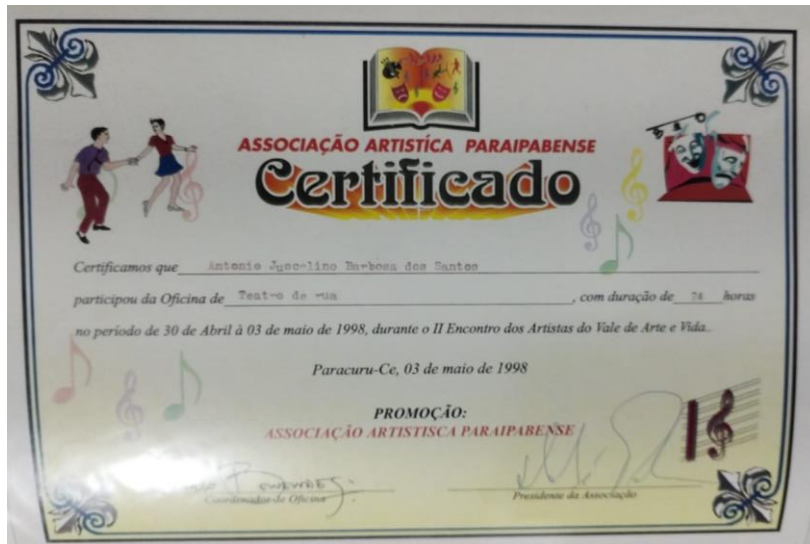 ASSOCIAÇÃO ARTISTÍCA PARAIPABENSE
Certificado
Certificamos que Antonio Juscelino Barbosa dos Santos
participou da Oficina de Teatro de rua, com duração de horas
no periodo de 30 de Abril à 03 de maio de 1998, durante o II Encontro dos Artistas do Vale de Arte e Vida..
Paracuru-Ce, 03 de maio de 1998
PROMOÇÃO:
ASSOCIAÇÃO ARTISTISCA PARAIPABENSE
Coordenador de Oficina
Presidente da Associação